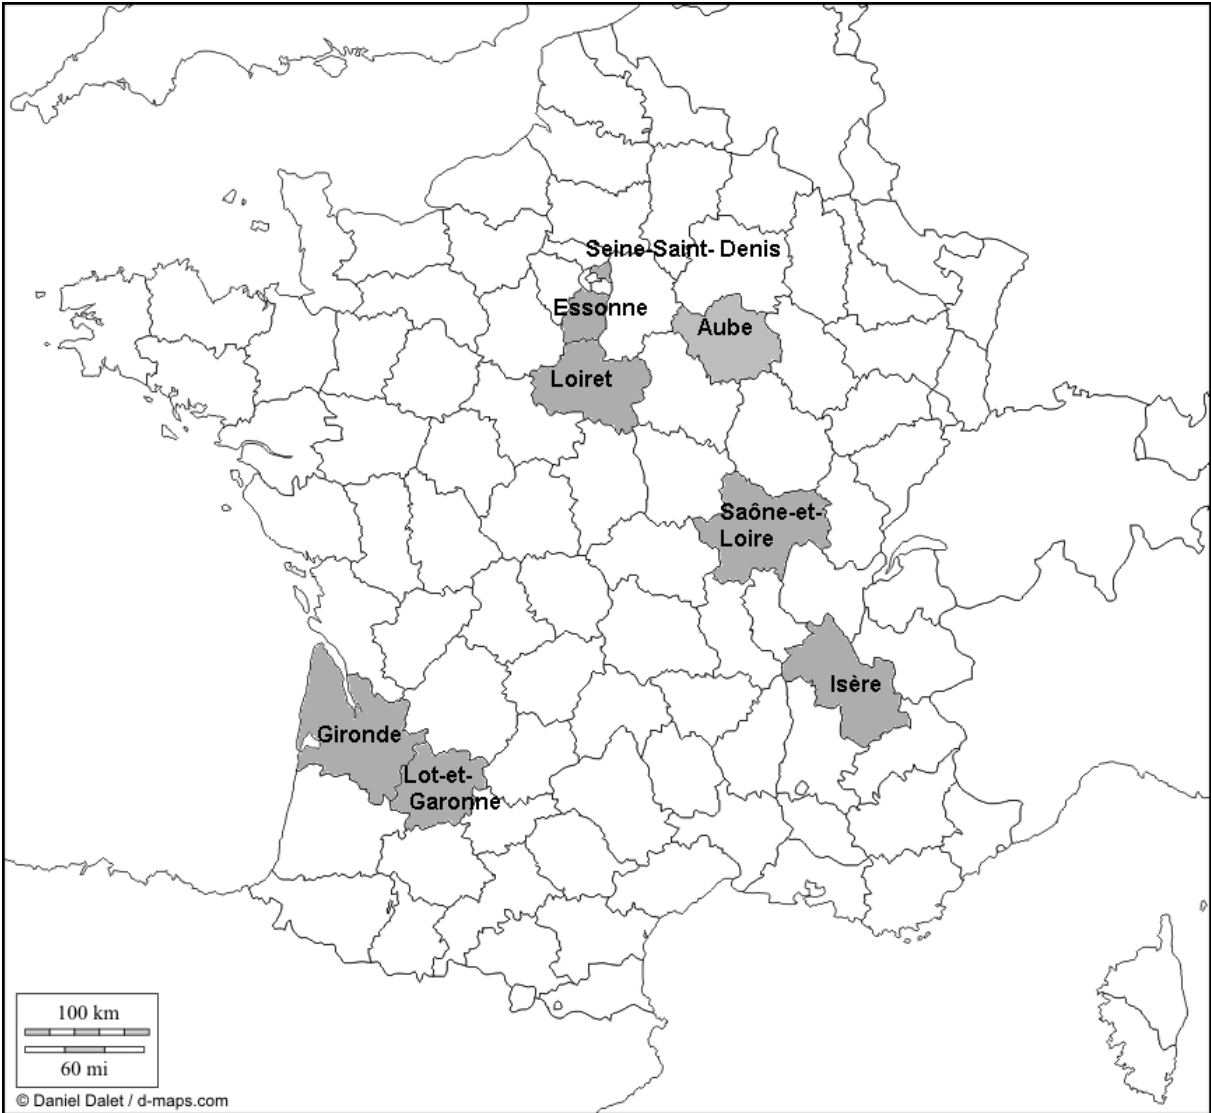 Seine-Saint- Denis
Essonne
Aube
Loiret
Saône-et-
Loire
Isère
Gironde
Lot-et-
Garonne
100 km
60 mi
© Daniel Dalet / d-maps.com